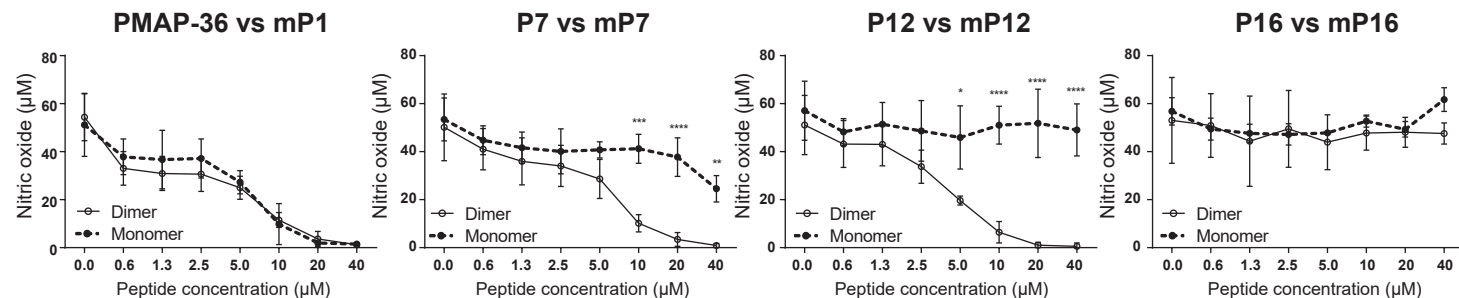 PMAP-36 vs mP1
Nitric oxide (µM)
80
60
40
20
0
Dimer
Monomer
0.0 0.6 1.3 2.5 5.0 10 20 40
Peptide concentration (µM)
P7 vs mP7
Nitric oxide (µM)
80
60
40
20
0
*** **** **
Dimer
Monomer
0.0 0.6 1.3 2.5 5.0 10 20 40
Peptide concentration (µM)
P12 vs mP12
Nitric oxide (µM)
80
60
40
20
0
* **** **** ****
Dimer
Monomer
0.0 0.6 1.3 2.5 5.0 10 20 40
Peptide concentration (µM)
P16 vs mP16
Nitric oxide (µM)
80
60
40
20
0
Dimer
Monomer
0.0 0.6 1.3 2.5 5.0 10 20 40
Peptide concentration (µM)